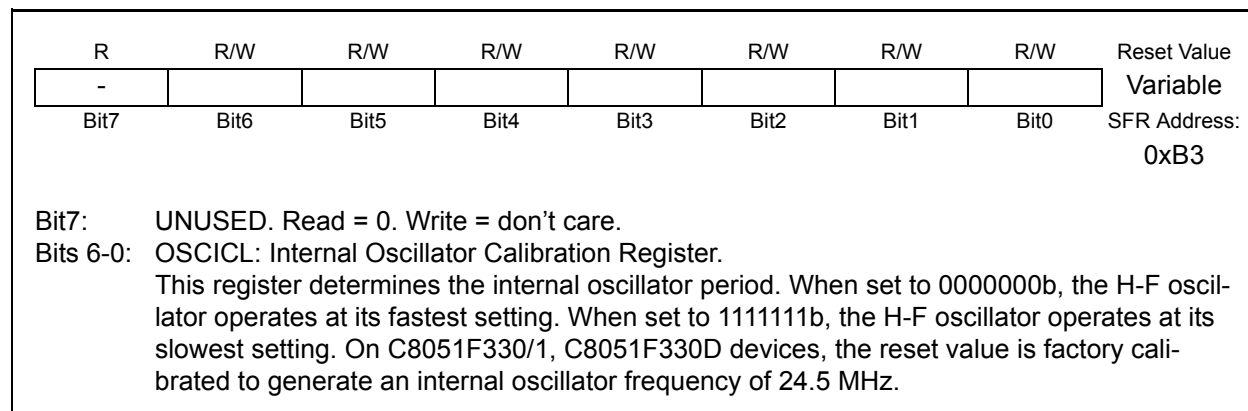 R R/W R/W R/W R/W R/W R/W R/W Reset Value
- Variable
Bit7 Bit6 Bit5 Bit4 Bit3 Bit2 Bit1 Bit0 SFR Address:
0xB3
Bit7: UNUSED. Read = 0. Write = don’t care.
Bits 6-0: OSCICL: Internal Oscillator Calibration Register.
This register determines the internal oscillator period. When set to 0000000b, the H-F oscil-
lator operates at its fastest setting. When set to 1111111b, the H-F oscillator operates at its
slowest setting. On C8051F330/1, C8051F330D devices, the reset value is factory cali-
brated to generate an internal oscillator frequency of 24.5 MHz.